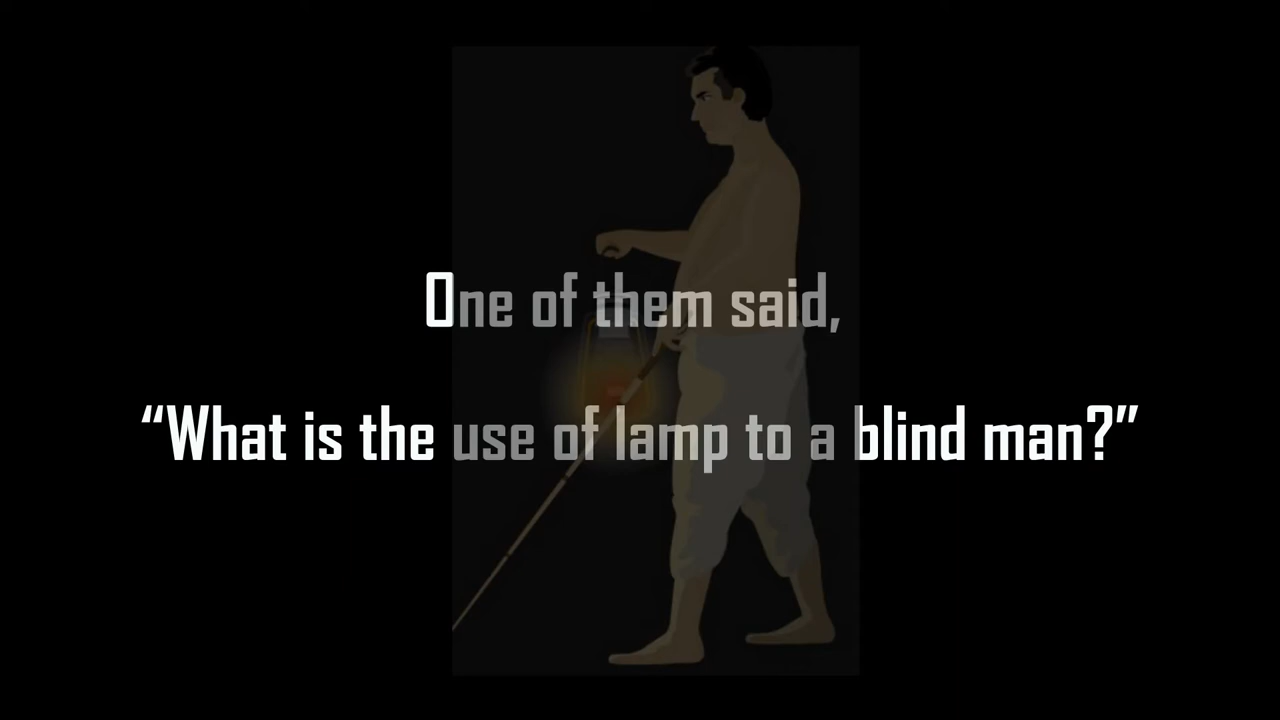 One of them said,
“What is the use of lamp to a blind man?”